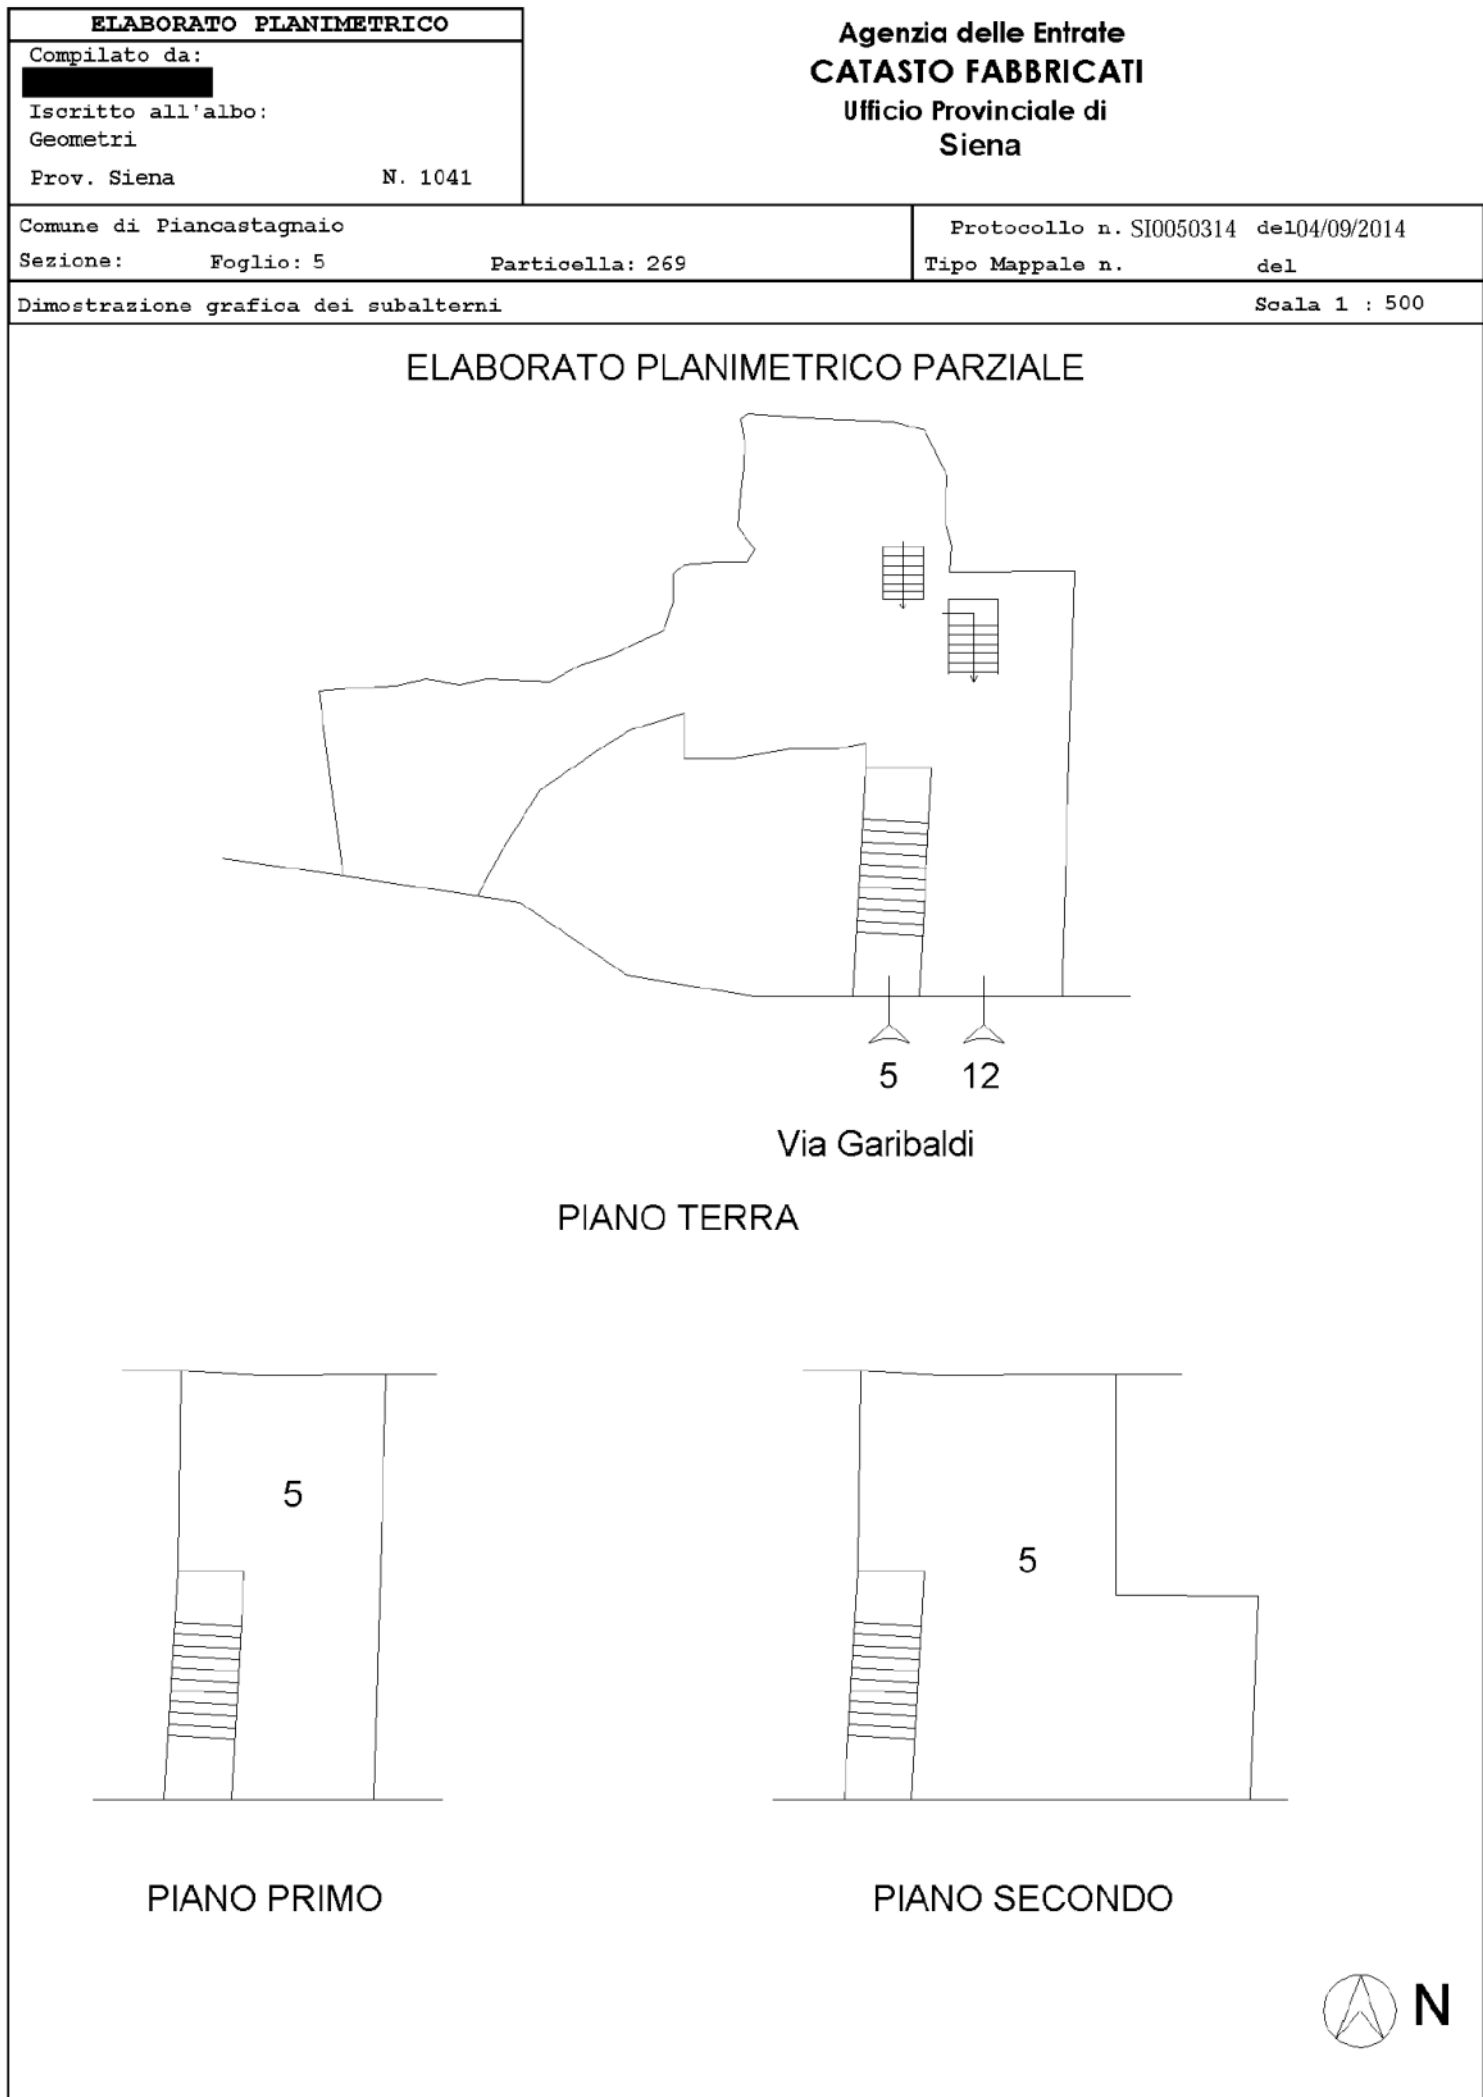 ELABORATO PLANIMETRICO
Compilato da:
Iscritto all'albo:
Geometri
Prov. Siena N. 1041
Agenzia delle Entrate
CATASTO FABBRICATI
Ufficio Provinciale di
Siena
Comune di Piancastagnaio
Sezione: Foglio: 5 Particella: 269
Protocollo n. SI0050314 del04/09/2014
Tipo Mappale n. del
Dimostrazione grafica dei subalterni Scala 1 : 500
ELABORATO PLANIMETRICO PARZIALE
5 12
Via Garibaldi
PIANO TERRA
5
5
PIANO PRIMO
PIANO SECONDO
N